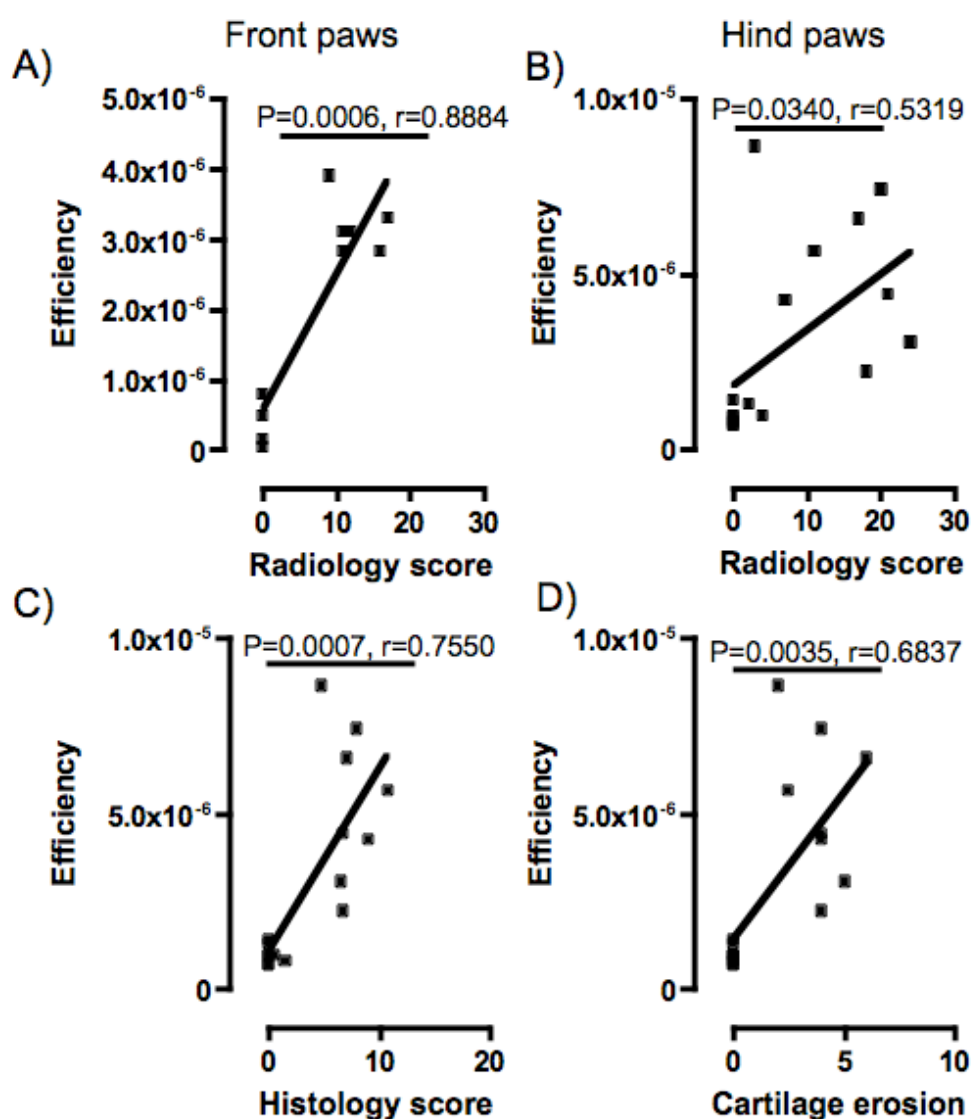 Front paws
Hind paws
A)
P=0.0006, r=0.8884
Efficiency
5.0x10⁻⁶
4.0x10⁻⁶
3.0x10⁻⁶
2.0x10⁻⁶
1.0x10⁻⁶
0
0 10 20 30
Radiology score
B)
P=0.0340, r=0.5319
Efficiency
1.0x10⁻⁵
5.0x10⁻⁶
0
0 10 20 30
Radiology score
C)
P=0.0007, r=0.7550
Efficiency
1.0x10⁻⁵
5.0x10⁻⁶
0
0 10 20
Histology score
D)
P=0.0035, r=0.6837
Efficiency
1.0x10⁻⁵
5.0x10⁻⁶
0
0 5 10
Cartilage erosion